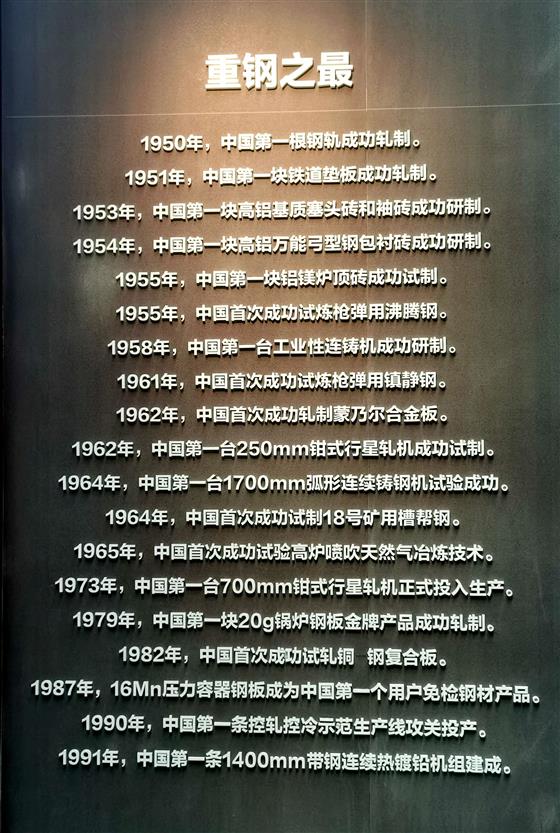 重钢之最
1950年，中国第一根钢轨成功轧制。
1951年，中国第一块铁道垫板成功轧制。
1953年，中国第一块高铝基质塞头砖和袖砖成功研制。
1954年，中国第一块高铝万能弓型钢包衬砖成功研制。
1955年，中国第一块铝镁炉顶砖成功试制。
1955年，中国首次成功试炼枪弹用沸腾钢。
1958年，中国第一台工业性连铸机成功研制。
1961年，中国首次成功试炼枪弹用镇静钢。
1962年，中国首次成功轧制蒙乃尔合金板。
1962年，中国第一台250mm钳式行星轧机成功试制。
1964年，中国第一台1700mm弧形连续铸钢机试验成功。
1964年，中国首次成功试制18号矿用槽帮钢。
1965年，中国首次成功试验高炉喷吹天然气冶炼技术。
1973年，中国第一台700mm钳式行星轧机正式投入生产。
1979年，中国第一块20g锅炉钢板金牌产品成功轧制。
1982年，中国首次成功试轧铜 钢复合板。
1987年，16Mn压力容器钢板成为中国第一个用户免检钢材产品。
1990年，中国第一条控轧控冷示范生产线攻关投产。
1991年，中国第一条1400mm带钢连续热镀铅机组建成。